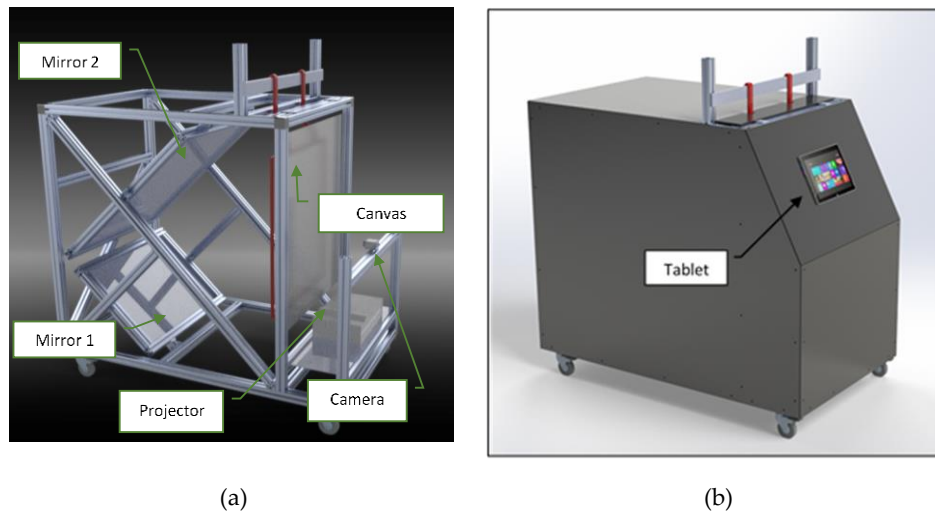 Mirror 2
Canvas
Mirror 1
Projector
Camera
Tablet
(a)
(b)